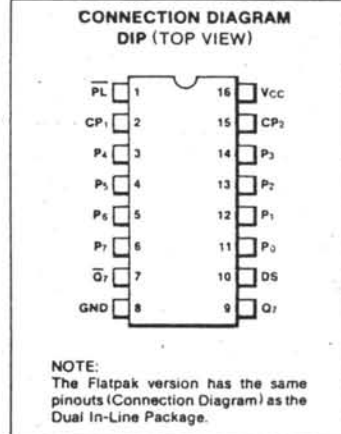 CONNECTION DIAGRAM
DIP (TOP VIEW)
P̅L̅ 1 16 VCC
CP₁ 2 15 CP₂
P₄ 3 14 P₃
P₅ 4 13 P₂
P₆ 5 12 P₁
P₇ 6 11 P₀
Q̅₇ 7 10 DS
GND 8 9 Q₇
NOTE:
The Flatpak version has the same
pinouts (Connection Diagram) as the
Dual In-Line Package.